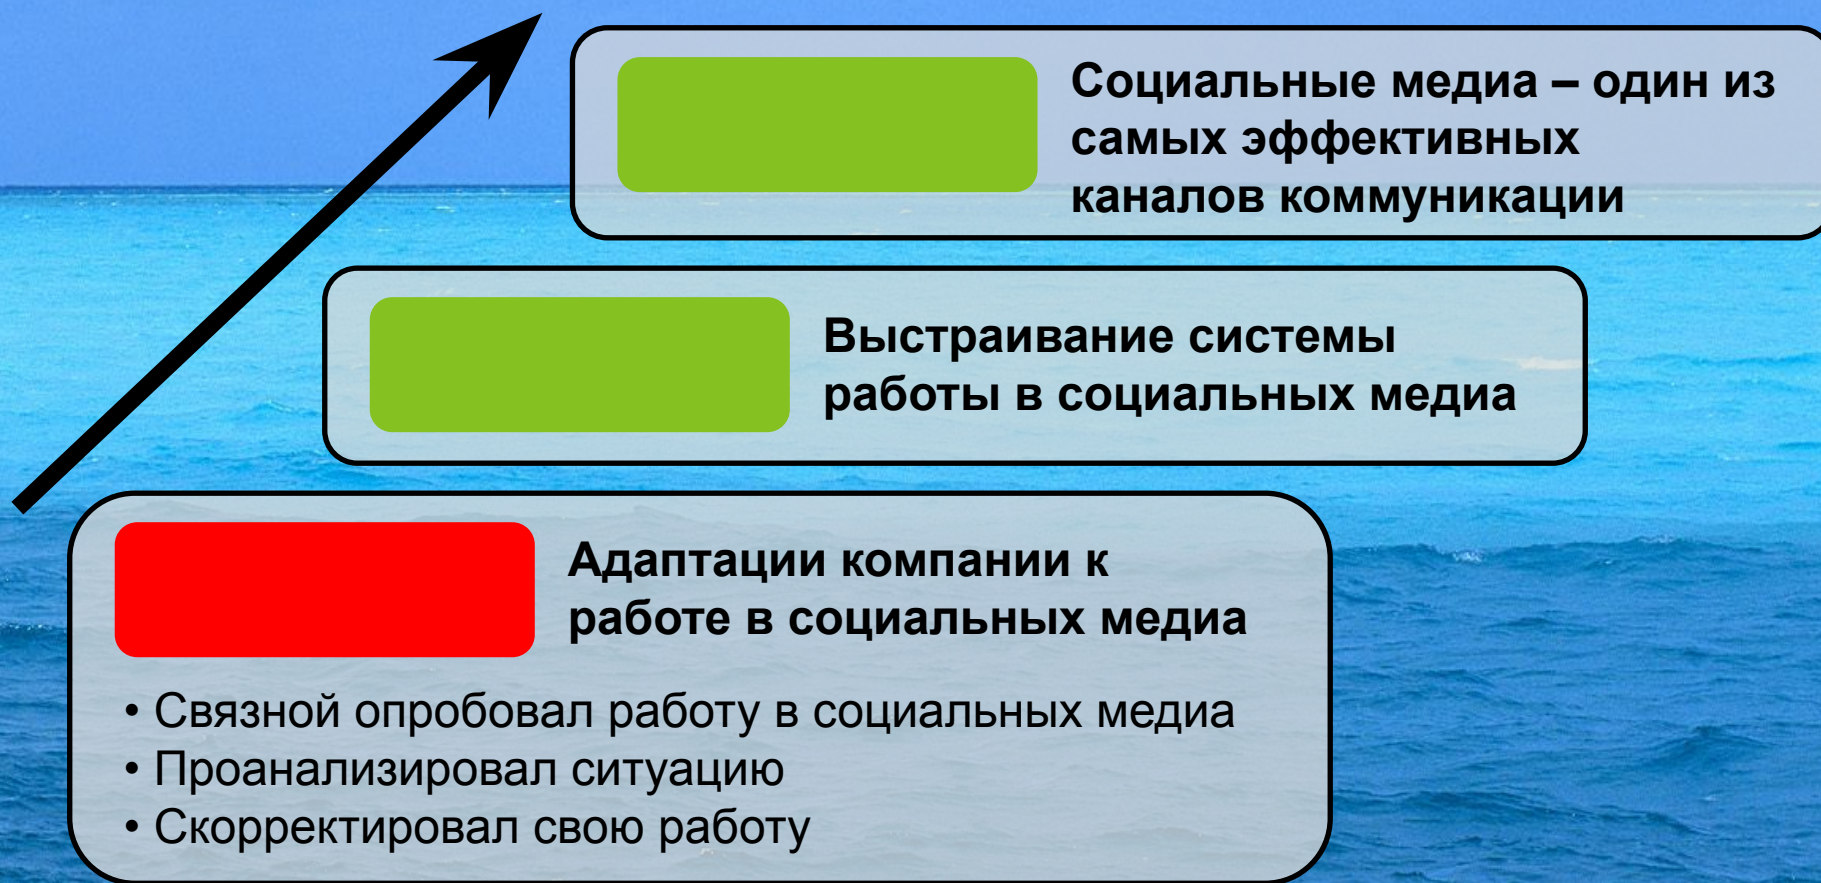 Социальные медиа – один из
самых эффективных
каналов коммуникации
Выстраивание системы
работы в социальных медиа
Адаптации компании к
работе в социальных медиа
• Связной опробовал работу в социальных медиа
• Проанализировал ситуацию
• Скорректировал свою работу